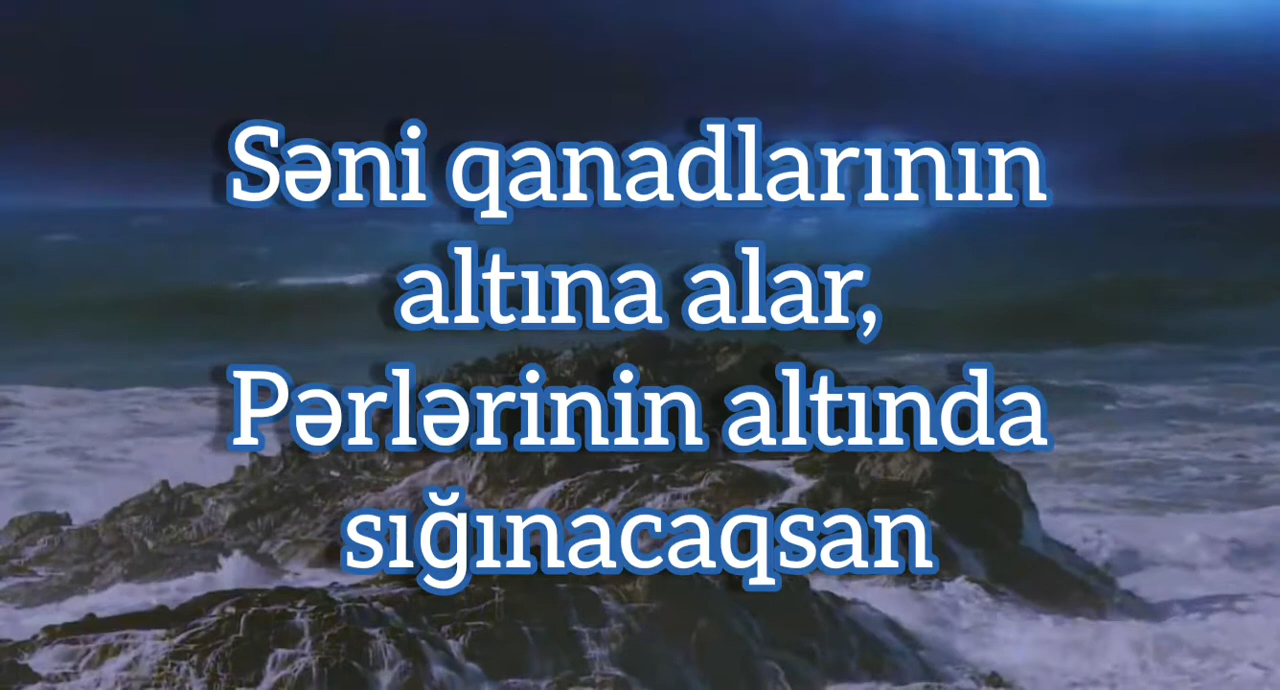 Səni qanadlarının
altına alar,
Pərlərinin altında
sığınacaqsan